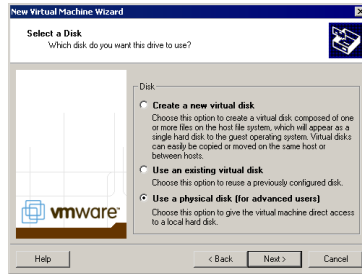 New Virtual Machine Wizard
Select a Disk
Which disk do you want this drive to use?
Disk
Create a new virtual disk
Choose this option to create a virtual disk composed of one
or more files on the host file system, which will appear as a
single hard disk to the guest operating system. Virtual disks
can easily be copied or moved on the same host or
between hosts.
Use an existing virtual disk
Choose this option to reuse a previously configured disk.
Use a physical disk (for advanced users)
Choose this option to give the virtual machine direct access
to a local hard disk.
vmware
Help
< Back
Next >
Cancel